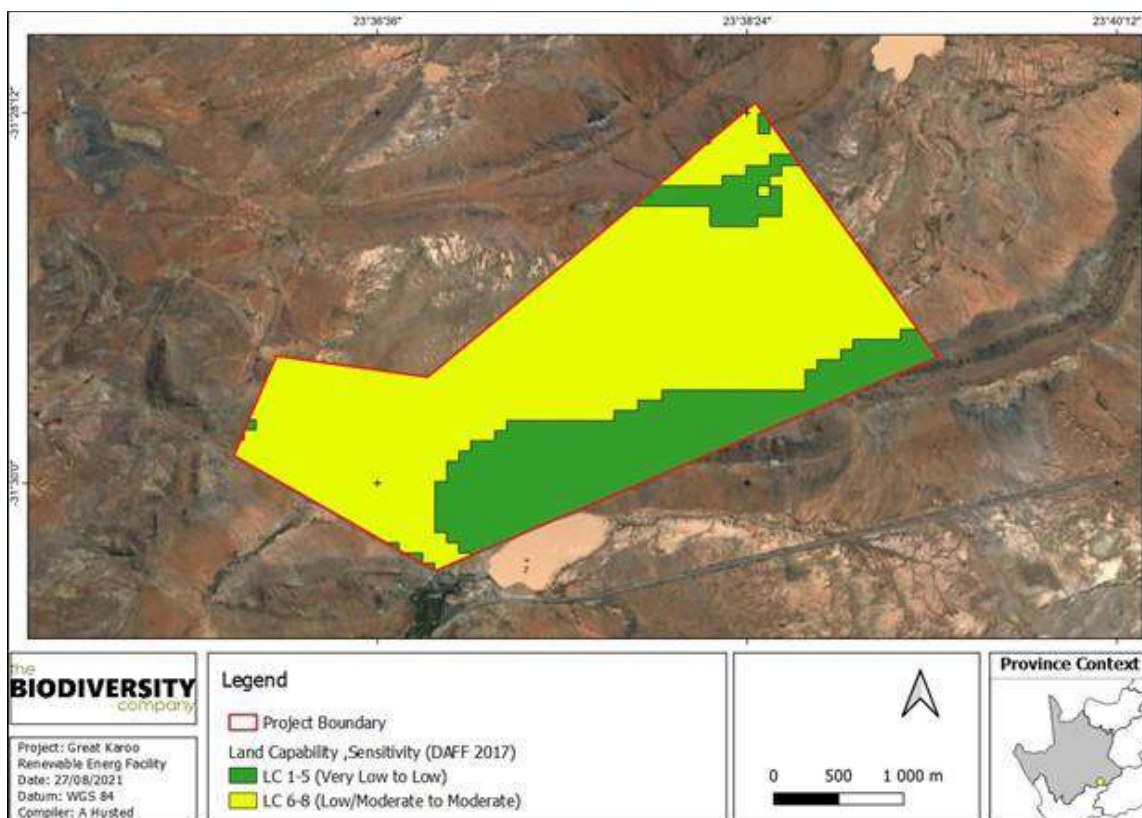 23°36'36"
23°38'24"
23°40'12"
-31°28'12"
-31°30'0"
the
BIODIVERSITY
company
Project: Great Karoo
Renewable Energ Facility
Date: 27/08/2021
Datum: WGS 84
Compiler: A Husted
Legend
Project Boundary
Land Capability ,Sensitivity (DAFF 2017)
LC 1-5 (Very Low to Low)
LC 6-8 (Low/Moderate to Moderate)
0 500 1 000 m
Province Context